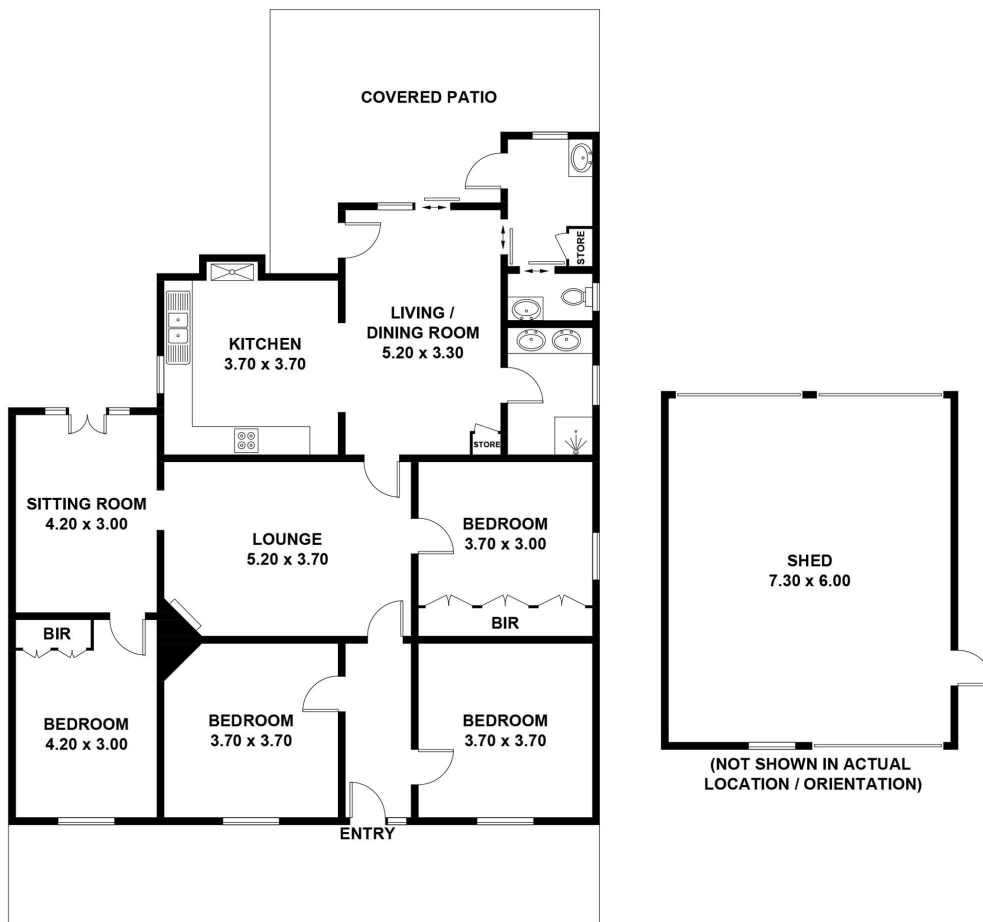 COVERED PATIO
STORE
LIVING /
DINING ROOM
5.20 x 3.30
KITCHEN
3.70 x 3.70
STORE
SITTING ROOM
4.20 x 3.00
LOUNGE
5.20 x 3.70
BEDROOM
3.70 x 3.00
BIR
BIR
BEDROOM
4.20 x 3.00
BEDROOM
3.70 x 3.70
BEDROOM
3.70 x 3.70
ENTRY
SHED
7.30 x 6.00
(NOT SHOWN IN ACTUAL
LOCATION / ORIENTATION)